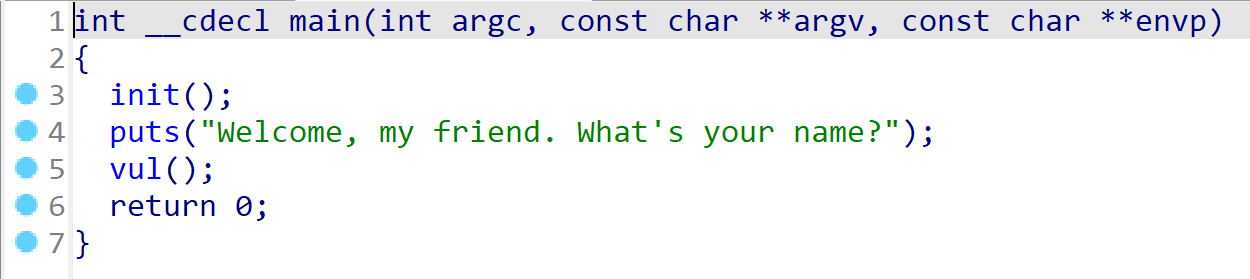 1 int __cdecl main(int argc, const char **argv, const char **envp)
2 {
3   init();
4   puts("Welcome, my friend. What's your name?");
5   vul();
6   return 0;
7 }